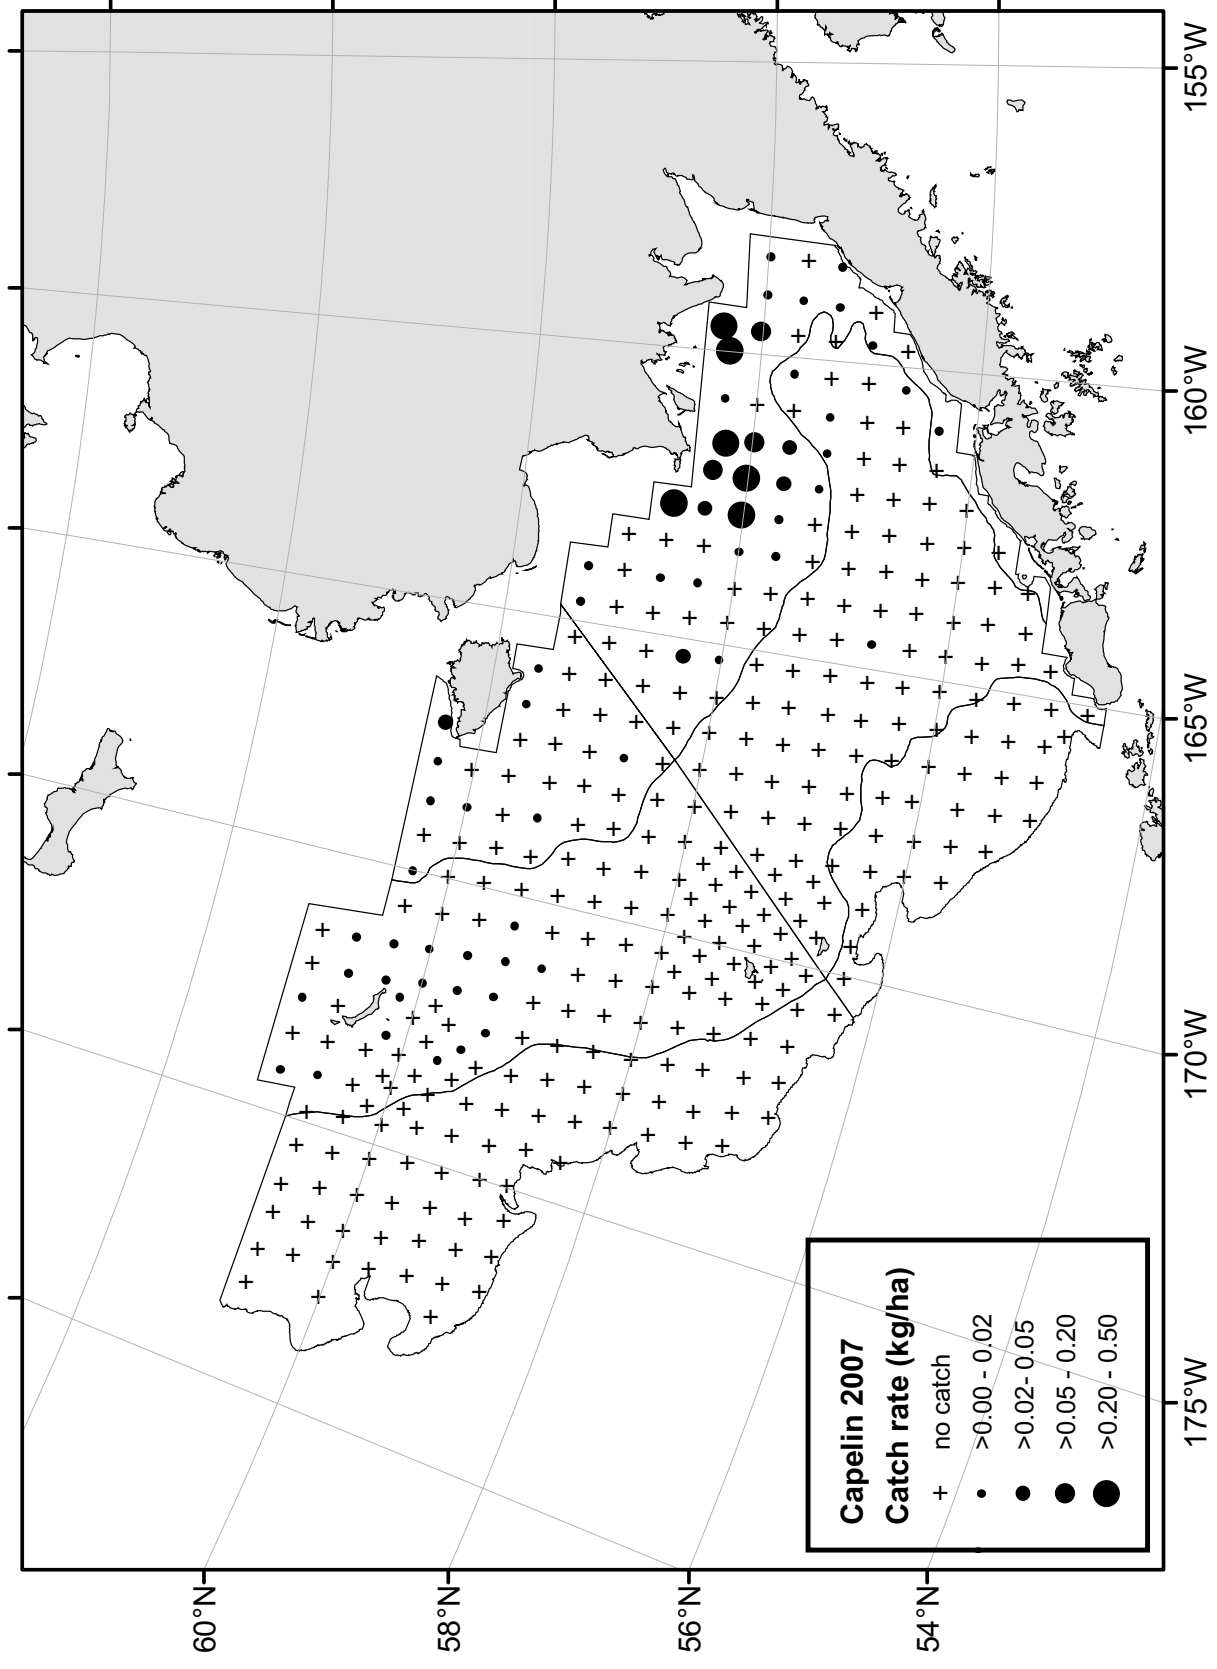 Capelin 2007
Catch rate (kg/ha)
no catch
>0.00 - 0.02
>0.02- 0.05
>0.05 - 0.20
>0.20 - 0.50
60°N
58°N
56°N
54°N
175°W
170°W
165°W
160°W
155°W